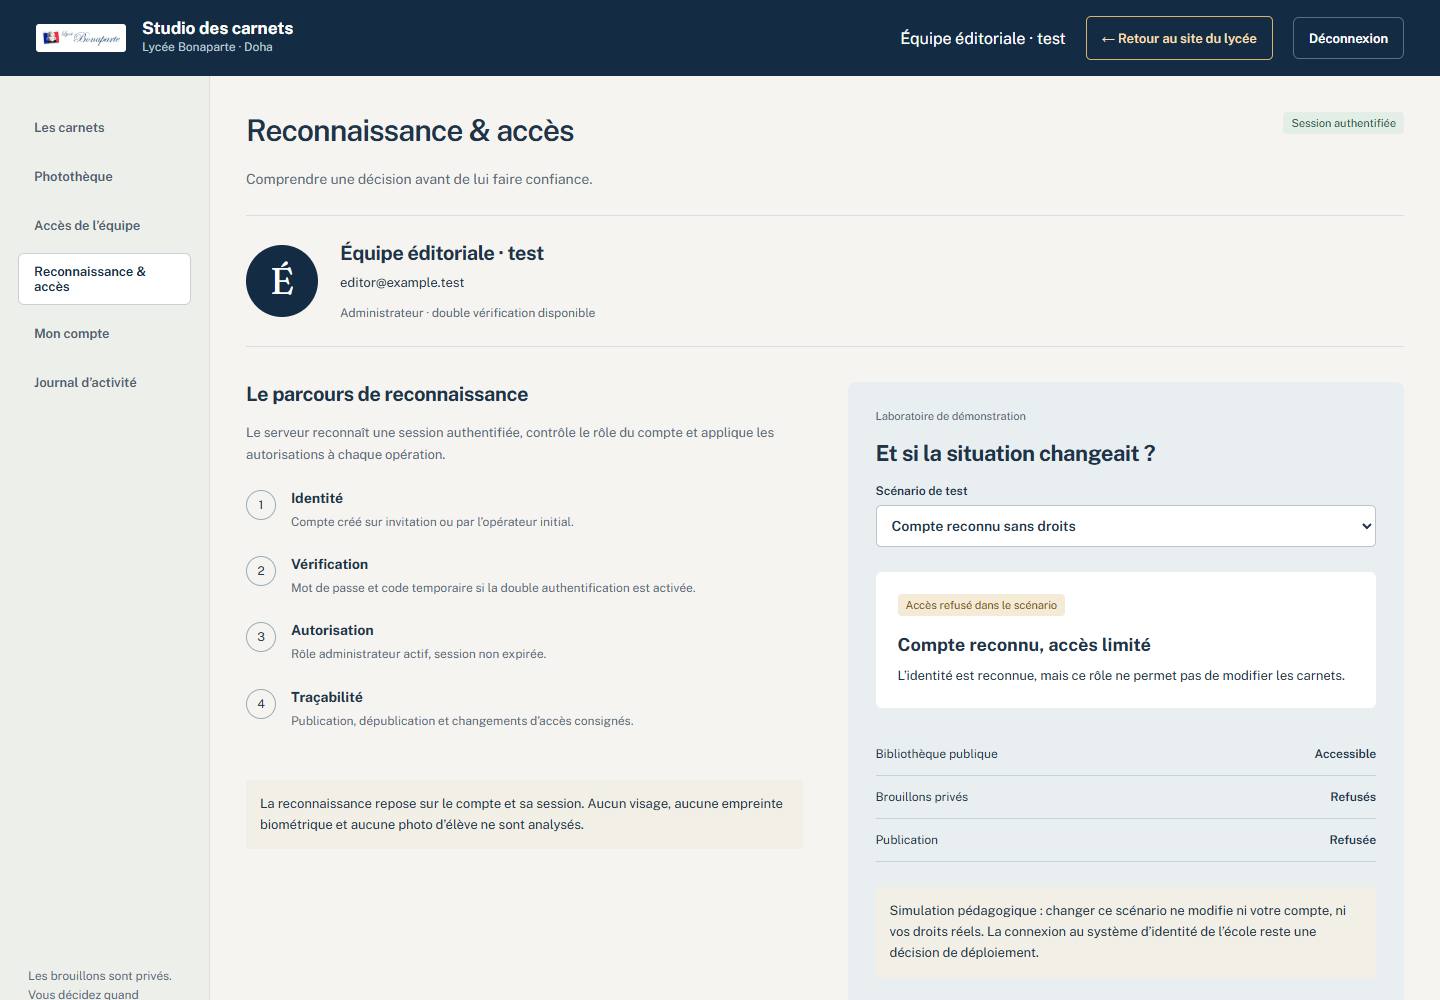 Lycée Bonaparte
Studio des carnets
Lycée Bonaparte · Doha
Équipe éditoriale · test
← Retour au site du lycée
Déconnexion
Les carnets
Photothèque
Accès de l’équipe
Reconnaissance &
accès
Mon compte
Journal d’activité
Les brouillons sont privés.
Vous décidez quand
Reconnaissance & accès
Session authentifiée
Comprendre une décision avant de lui faire confiance.
É
Équipe éditoriale · test
editor@example.test
Administrateur · double vérification disponible
Le parcours de reconnaissance
Le serveur reconnaît une session authentifiée, contrôle le rôle du compte et applique les
autorisations à chaque opération.
1
Identité
Compte créé sur invitation ou par l’opérateur initial.
2
Vérification
Mot de passe et code temporaire si la double authentification est activée.
3
Autorisation
Rôle administrateur actif, session non expirée.
4
Traçabilité
Publication, dépublication et changements d’accès consignés.
La reconnaissance repose sur le compte et sa session. Aucun visage, aucune empreinte
biométrique et aucune photo d’élève ne sont analysés.
Laboratoire de démonstration
Et si la situation changeait ?
Scénario de test
Compte reconnu sans droits
Accès refusé dans le scénario
Compte reconnu, accès limité
L’identité est reconnue, mais ce rôle ne permet pas de modifier les carnets.
Bibliothèque publique Accessible
Brouillons privés Refusés
Publication Refusée
Simulation pédagogique : changer ce scénario ne modifie ni votre compte, ni
vos droits réels. La connexion au système d’identité de l’école reste une
décision de déploiement.